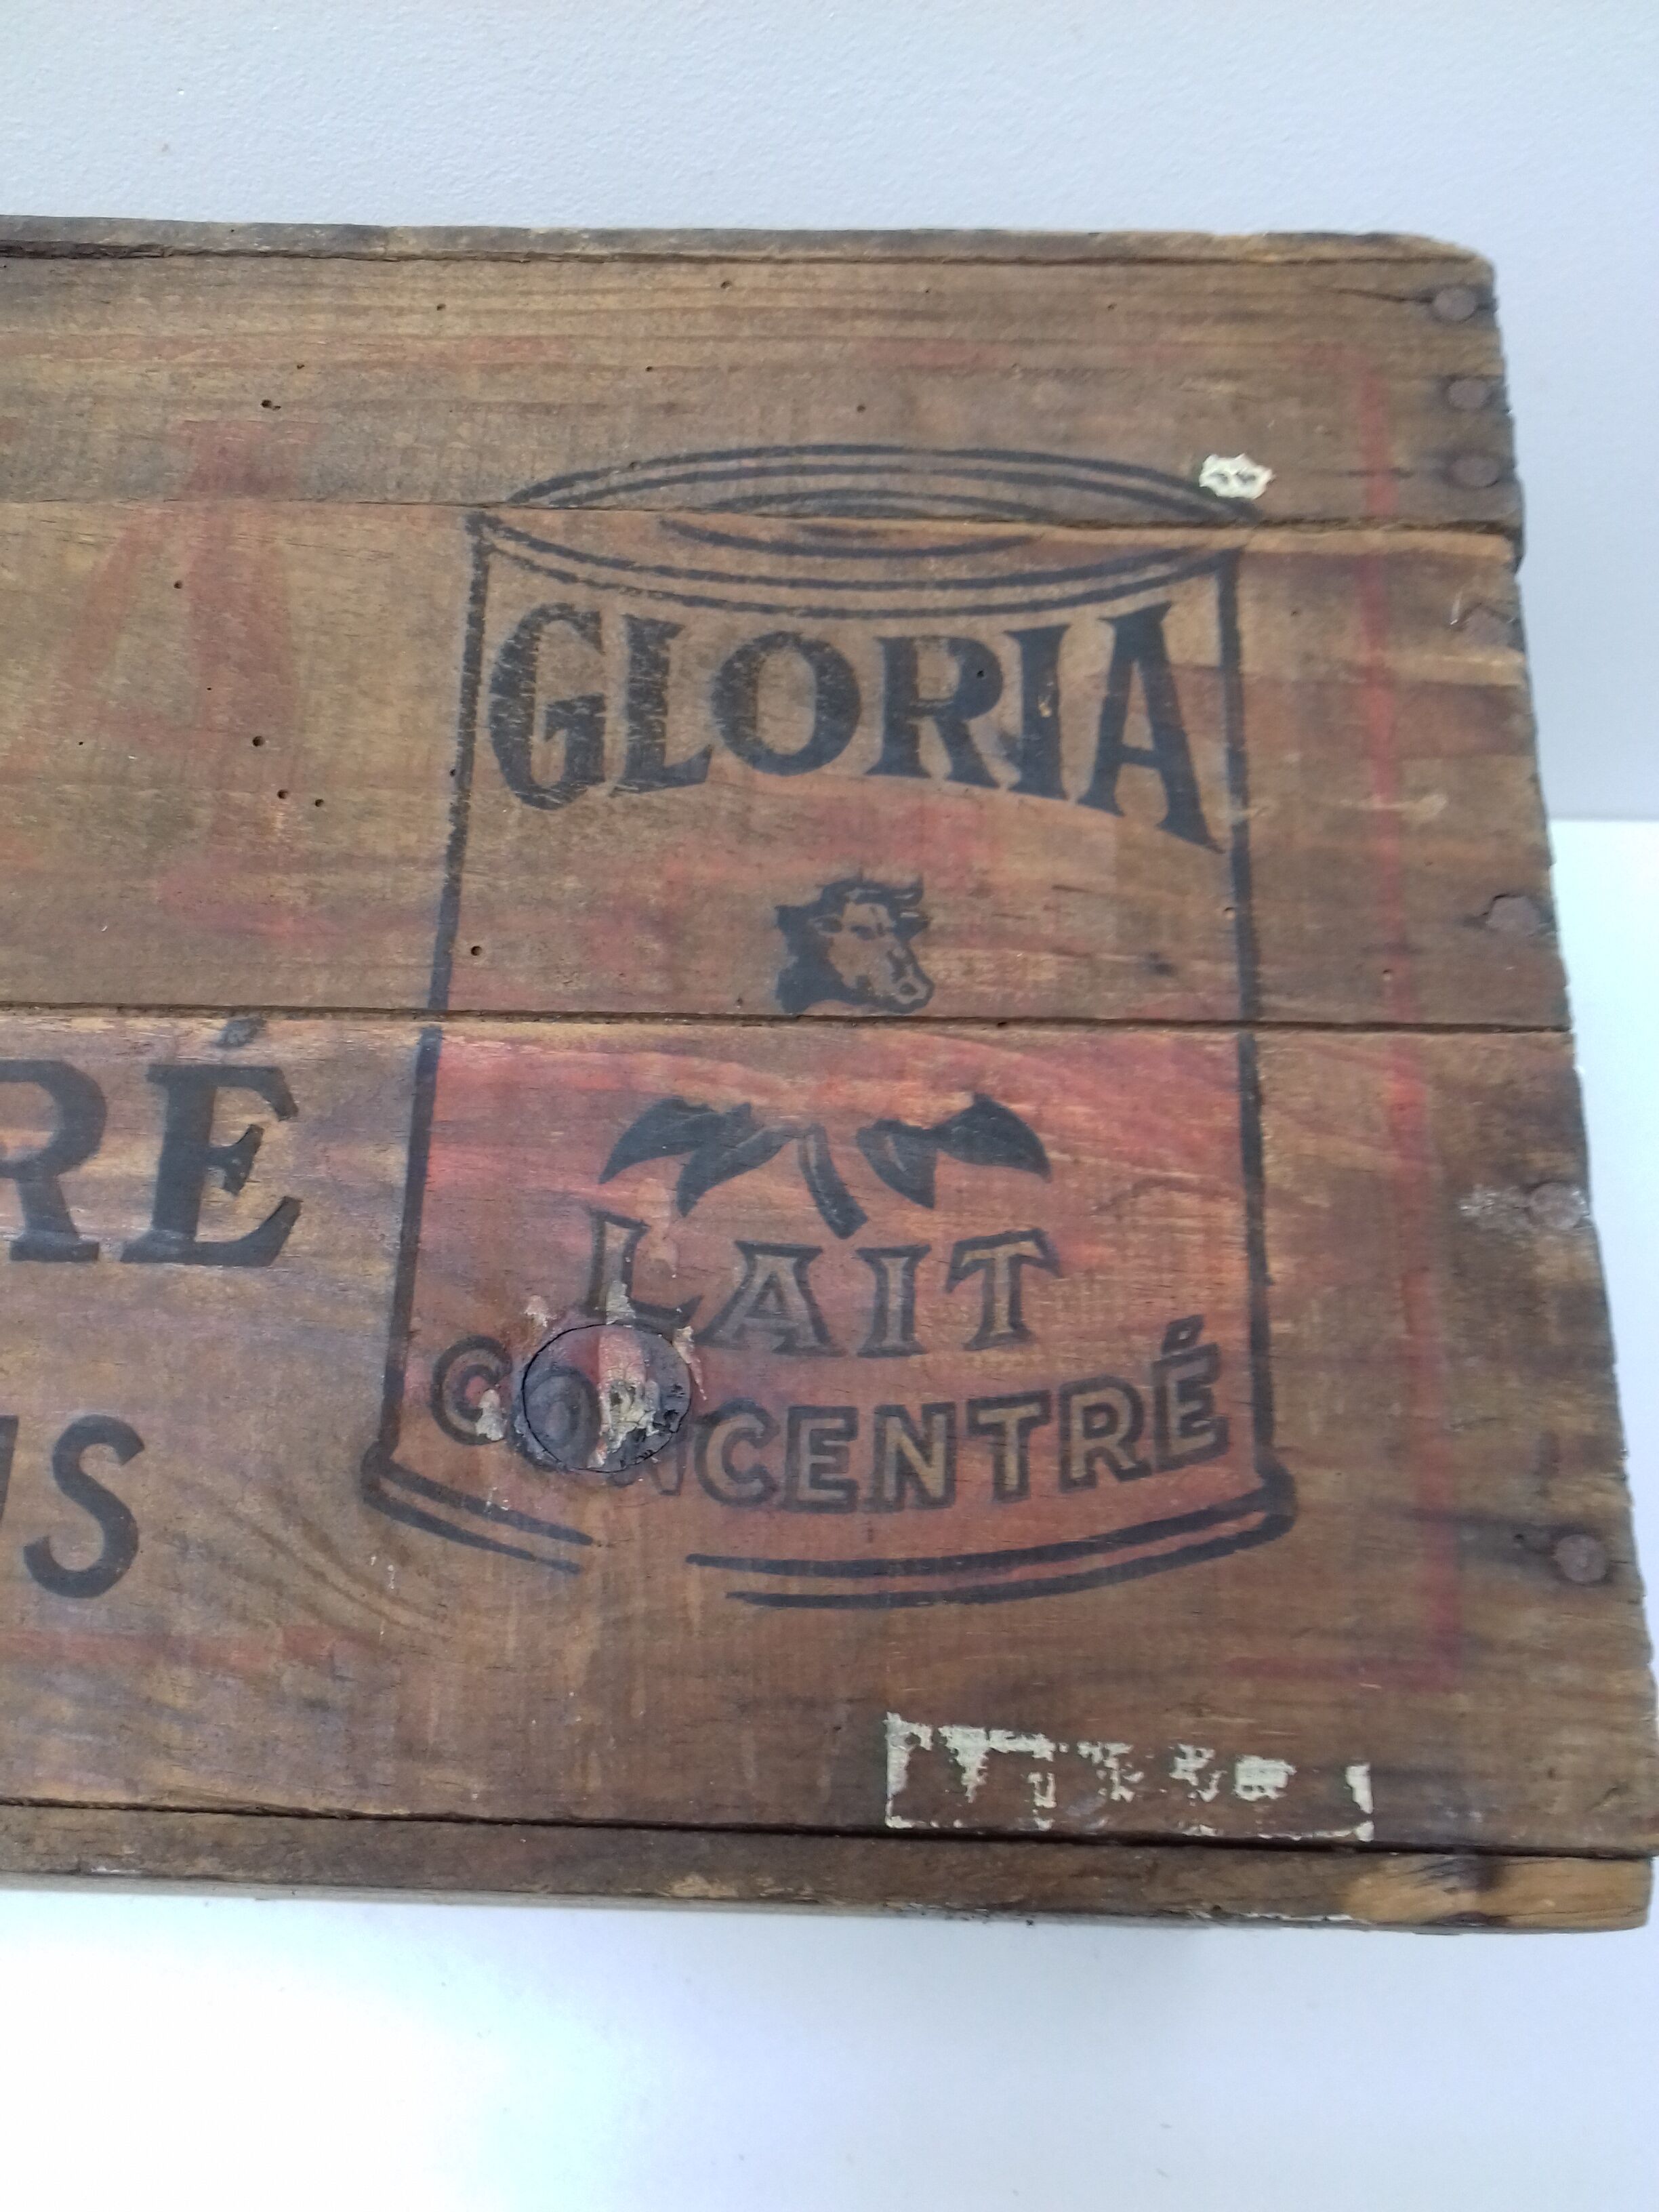 A
GLORIA
RÉ
LAIT
CONCENTRÉ
S